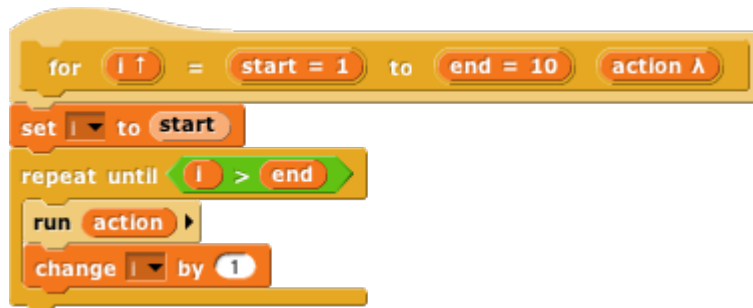 for i ↑ = start = 1 to end = 10 action λ
set i to start
repeat until i > end
run action
change i by 1